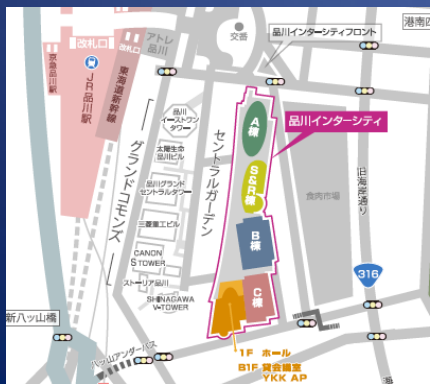 改札口
改札口
アトレ
品川
交番
品川インターシティフロント
港南四
京急品川駅
JR品川駅
東海道新幹線
品川
イーストワン
タワー
太陽生命
品川ビル
品川グランド
セントラルタワー
三菱重工ビル
CANON
S TOWER
ストーリア品川
SHINAGAWA
V-TOWER
グランドコモンズ
セントラルガーデン
A棟
S&R棟
B棟
C棟
品川インターシティ
食肉市場
旧海岸通り
316
新八ッ山橋
八ッ山アンダーパス
1F ホール
B1F 貸会議室
YKK AP
海